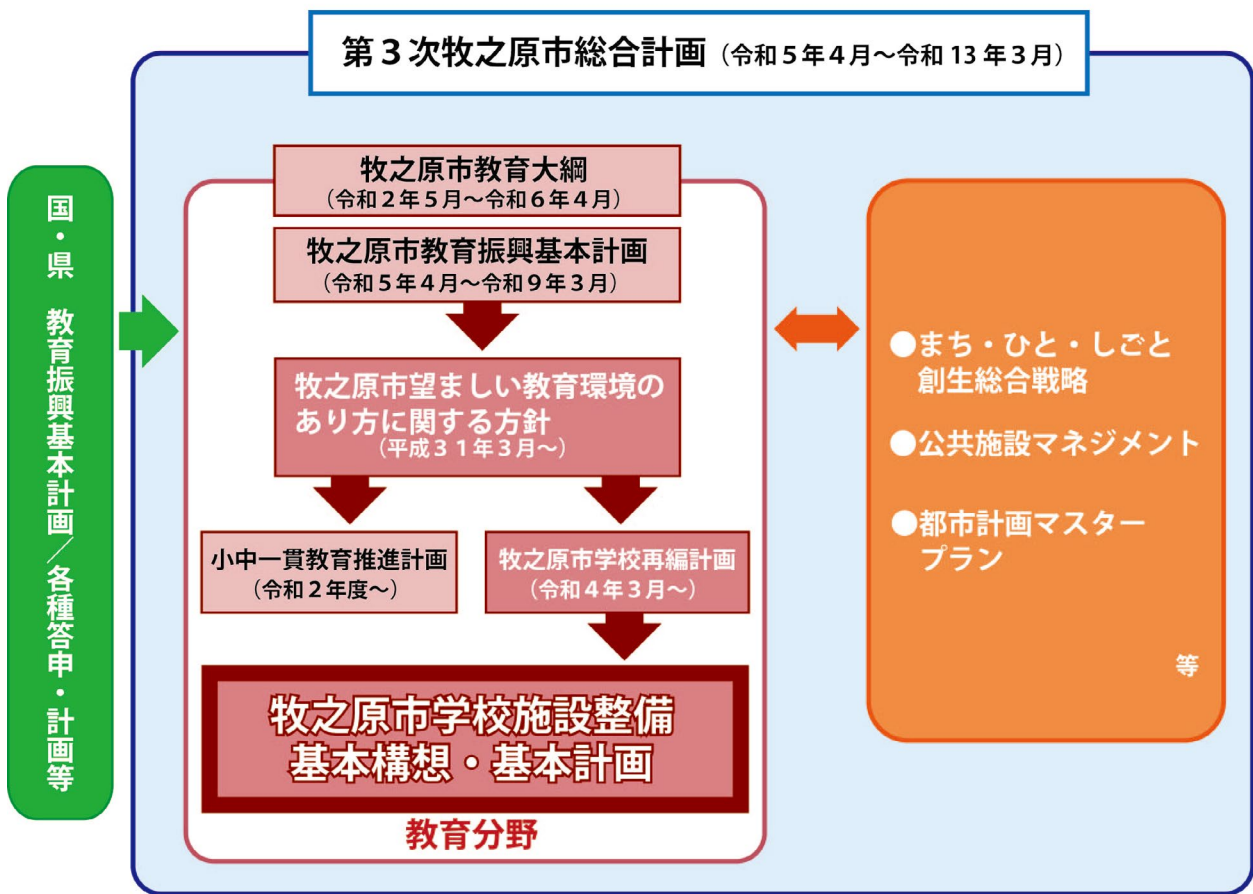 第３次牧之原市総合計画（令和５年４月～令和13年３月）
国・県　教育振興基本計画／各種答申・計画等
牧之原市教育大綱
（令和２年５月～令和６年４月）
牧之原市教育振興基本計画
（令和５年４月～令和９年３月）
牧之原市望ましい教育環境の
あり方に関する方針
（平成３１年３月～）
小中一貫教育推進計画
（令和２年度～）
牧之原市学校再編計画
（令和４年３月～）
牧之原市学校施設整備
基本構想・基本計画
教育分野
●まち・ひと・しごと
創生総合戦略
●公共施設マネジメント
●都市計画マスター
プラン
等